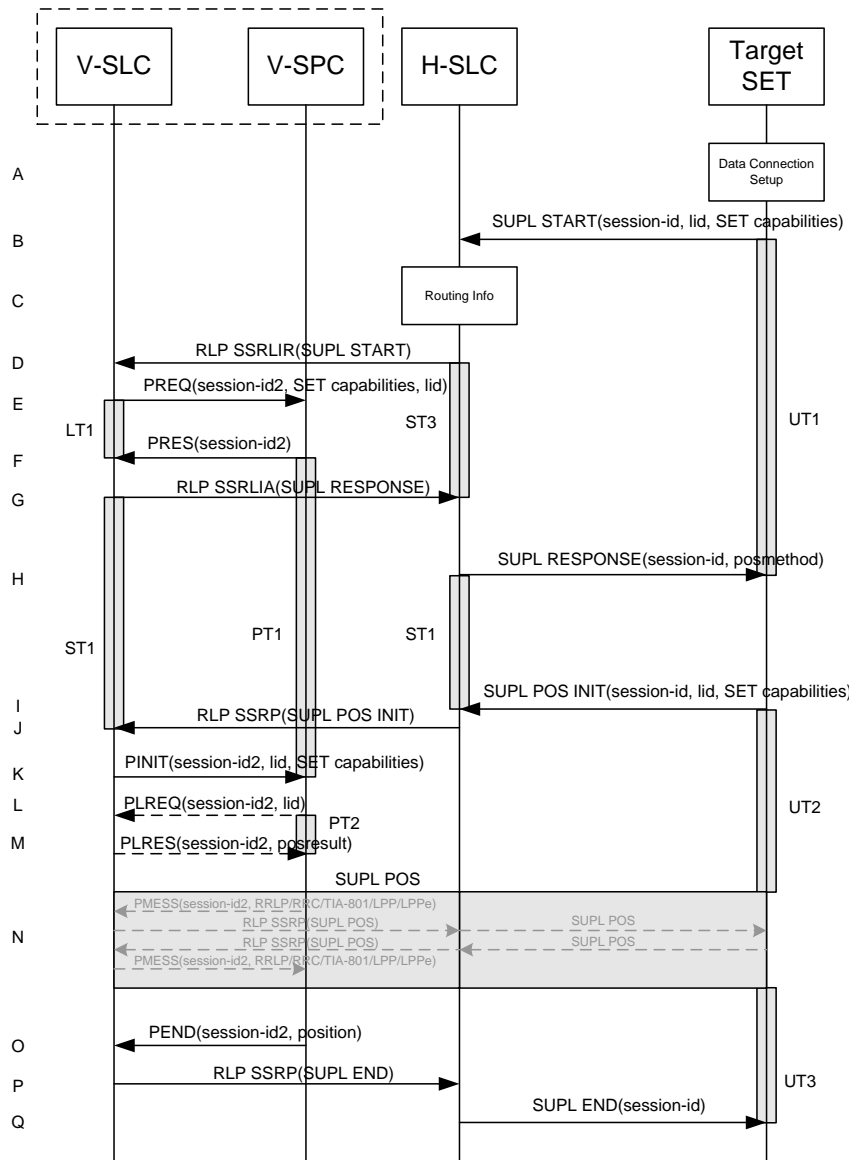 V-SLC
V-SPC
H-SLC
Target
SET
A
Data Connection
Setup
B
SUPL START(session-id, lid, SET capabilities)
C
Routing Info
D
RLP SSRLIR(SUPL START)
E
PREQ(session-id2, SET capabilities, lid)
LT1
ST3
UT1
F
PRES(session-id2)
G
RLP SSRLIA(SUPL RESPONSE)
H
SUPL RESPONSE(session-id, posmethod)
ST1
PT1
ST1
I
SUPL POS INIT(session-id, lid, SET capabilities)
J
RLP SSRP(SUPL POS INIT)
K
PINIT(session-id2, lid, SET capabilities)
L
PLREQ(session-id2, lid)
PT2
UT2
M
PLRES(session-id2, posresult)
SUPL POS
PMESS(session-id2, RRLP/RRC/TIA-801/LPP/LPPe)
RLP SSRP(SUPL POS)
SUPL POS
N
RLP SSRP(SUPL POS)
SUPL POS
PMESS(session-id2, RRLP/RRC/TIA-801/LPP/LPPe)
O
PEND(session-id2, position)
P
RLP SSRP(SUPL END)
UT3
Q
SUPL END(session-id)